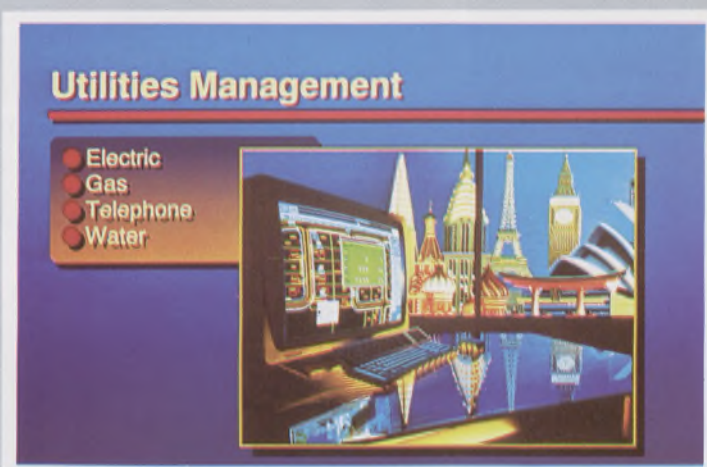 Utilities Management
Electric
Gas
Telephone
Water